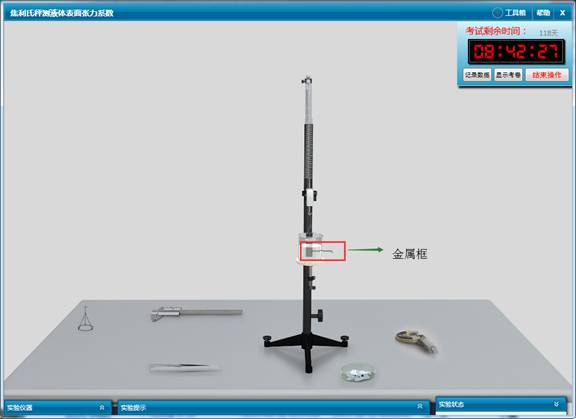 焦利氏秤测液体表面张力系数
工具箱 帮助 X
考试剩余时间： 118天
08:42:27
记录数据 显示考卷 结束操作
金属框
实验仪器 实验提示 实验状态